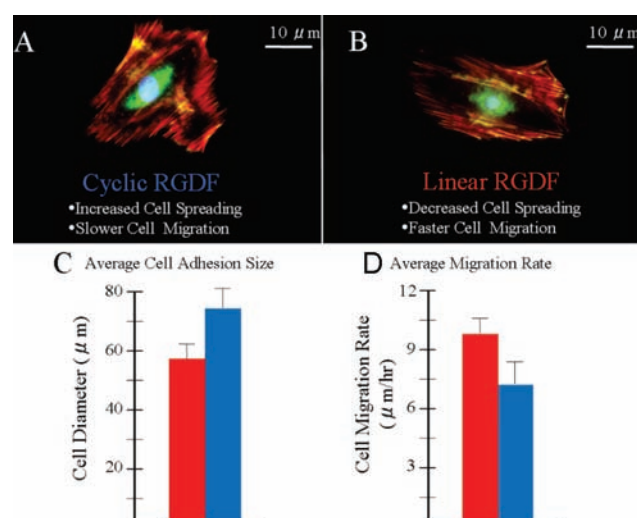 A
10 μm
Cyclic RGDF
•Increased Cell Spreading
•Slower Cell Migration
B
10 μm
Linear RGDF
•Decreased Cell Spreading
•Faster Cell Migration
C Average Cell Adhesion Size
80
60
40
20
Cell Diameter (μm)
D Average Migration Rate
12
9
6
3
Cell Migration Rate
(μm/hr)